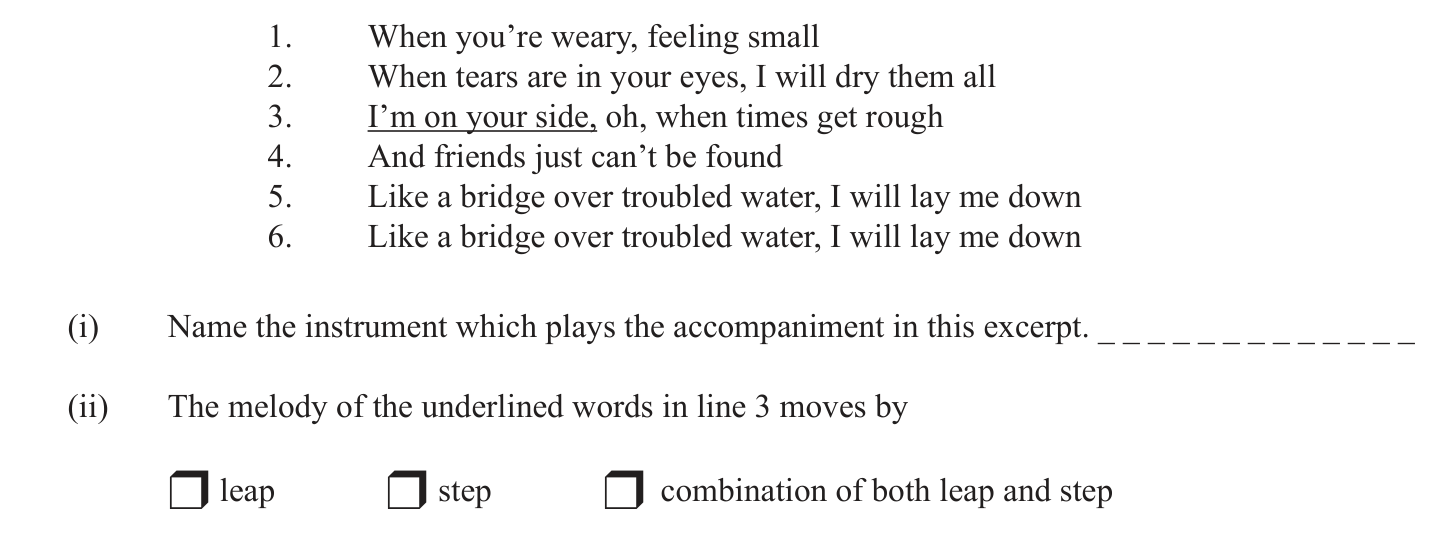 1. When you’re weary, feeling small
2. When tears are in your eyes, I will dry them all
3. I’m on your side, oh, when times get rough
4. And friends just can’t be found
5. Like a bridge over troubled water, I will lay me down
6. Like a bridge over troubled water, I will lay me down
(i) Name the instrument which plays the accompaniment in this excerpt. _ _ _ _ _ _ _ _ _ _ _ _ _
(ii) The melody of the underlined words in line 3 moves by
leap step combination of both leap and step